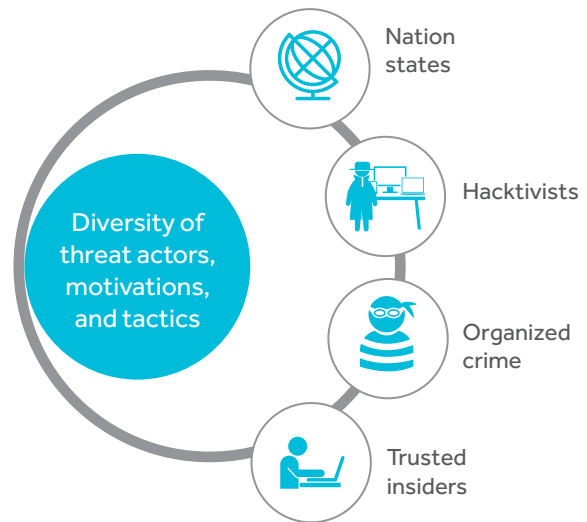 Nation
states
Hacktivists
Diversity of
threat actors,
motivations,
and tactics
Organized
crime
Trusted
insiders